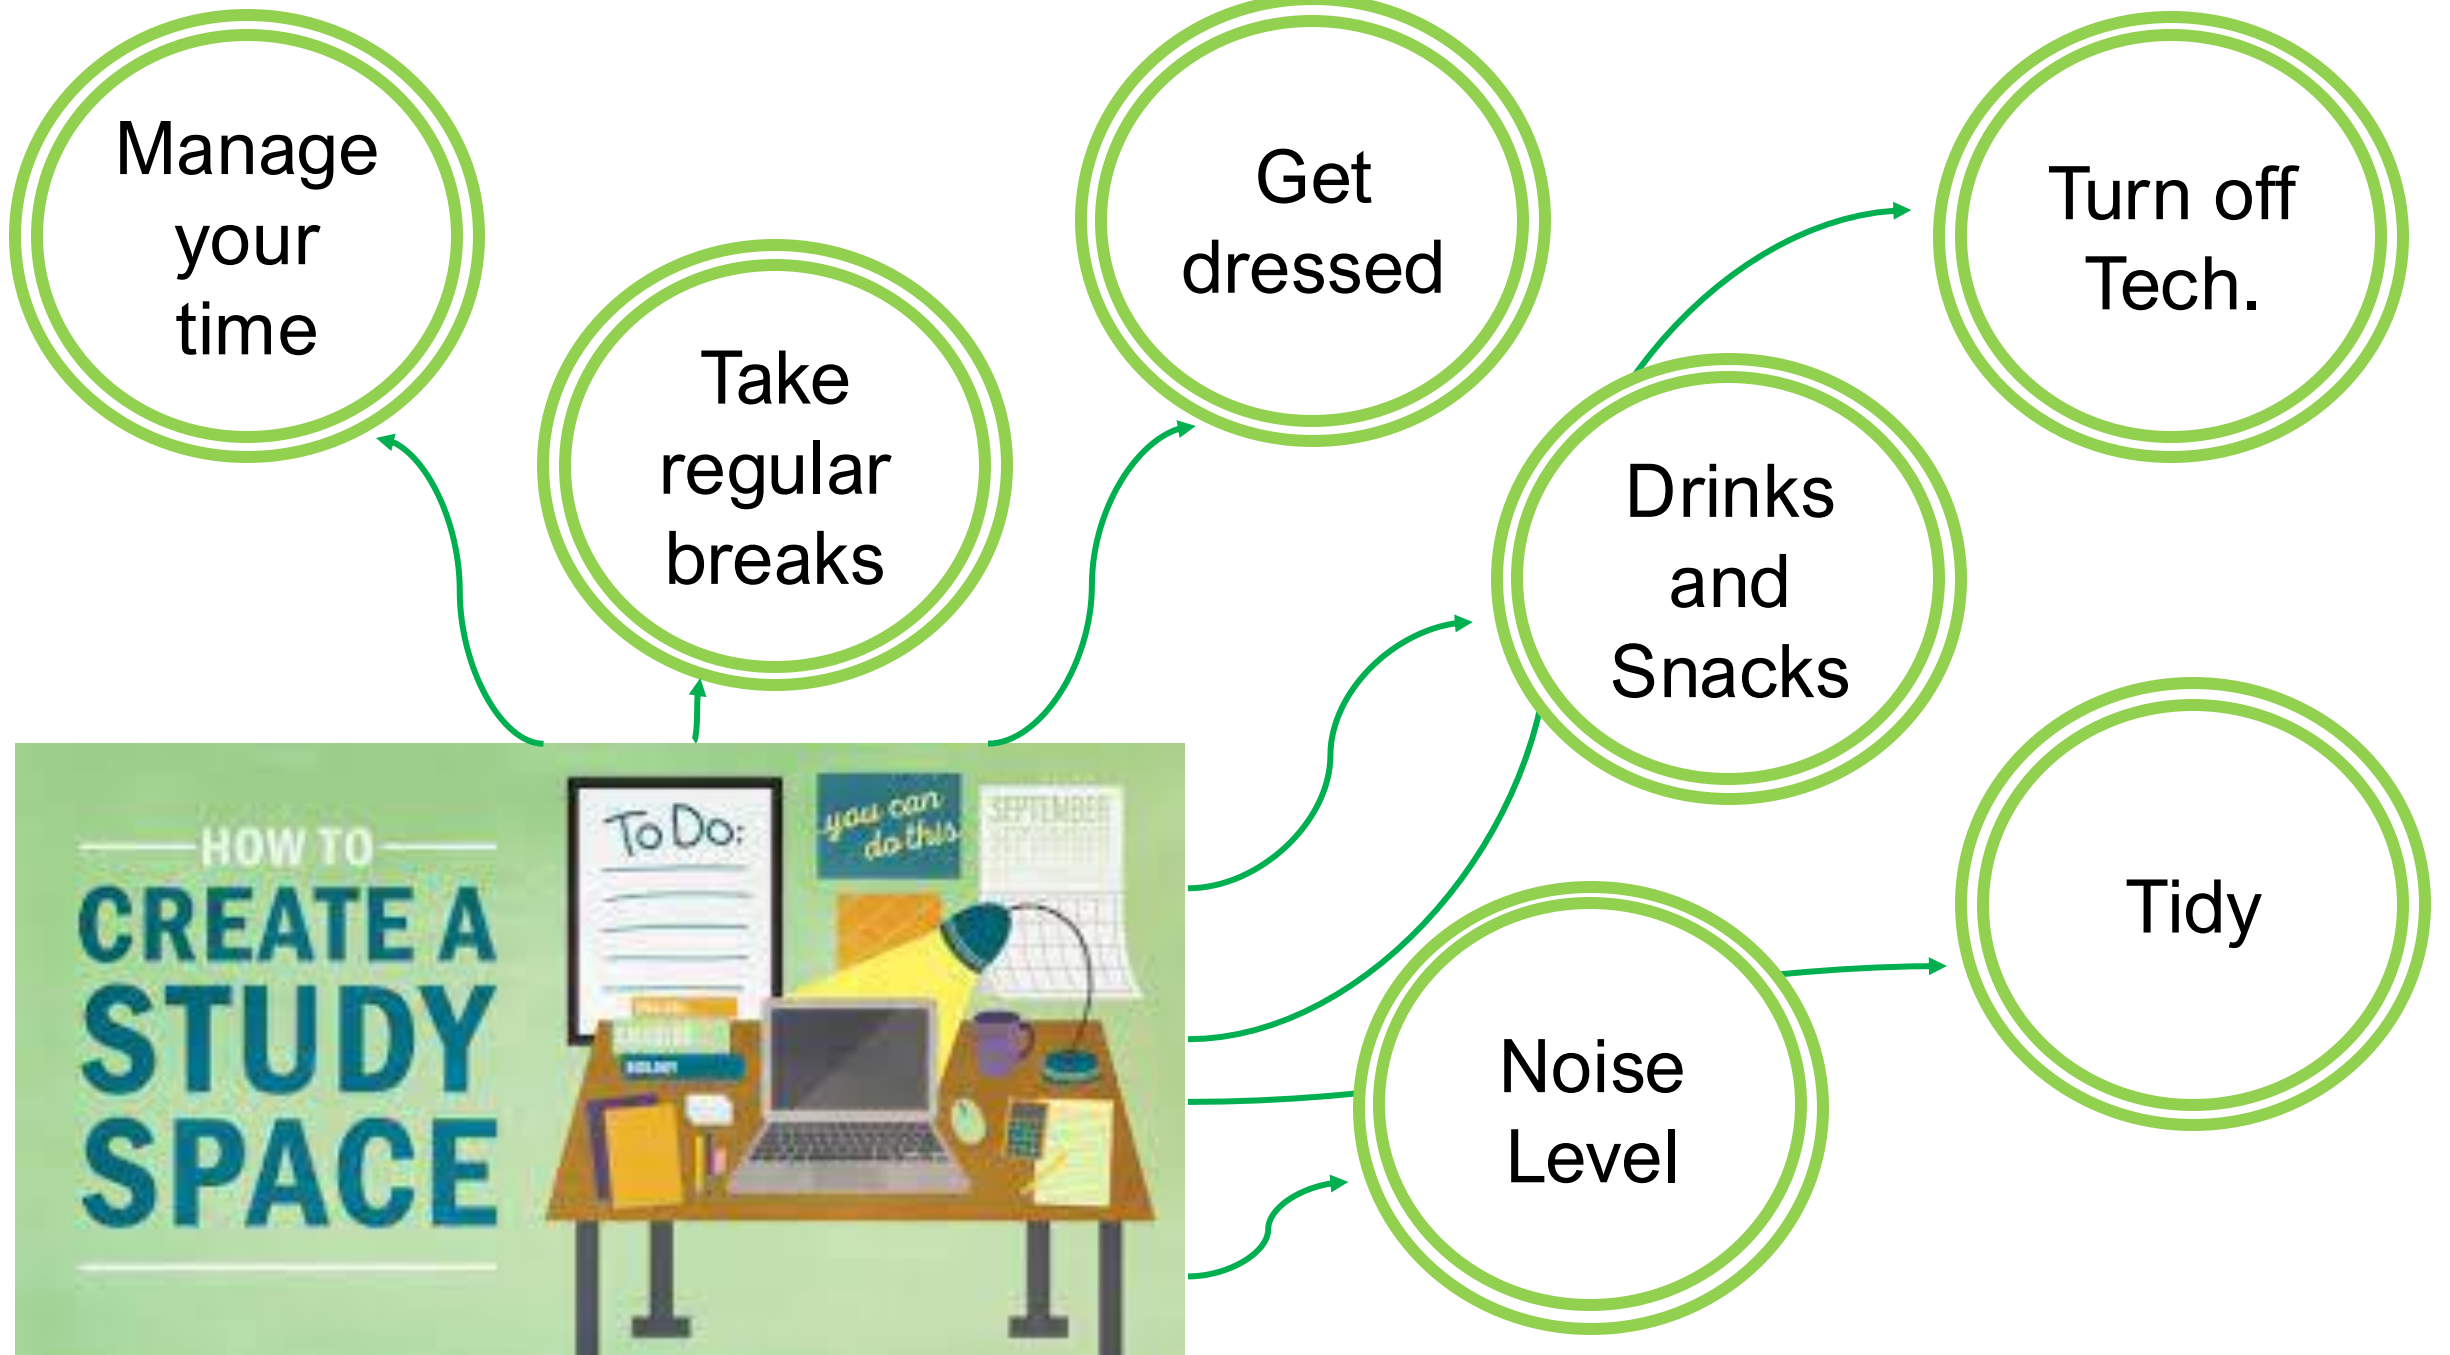 Manage
your
time
Take
regular
breaks
Get
dressed
Turn off
Tech.
Drinks
and
Snacks
Tidy
Noise
Level
HOW TO
CREATE A
STUDY
SPACE
To Do:
you can
do this
SEPTEMBER
BIOLOGY